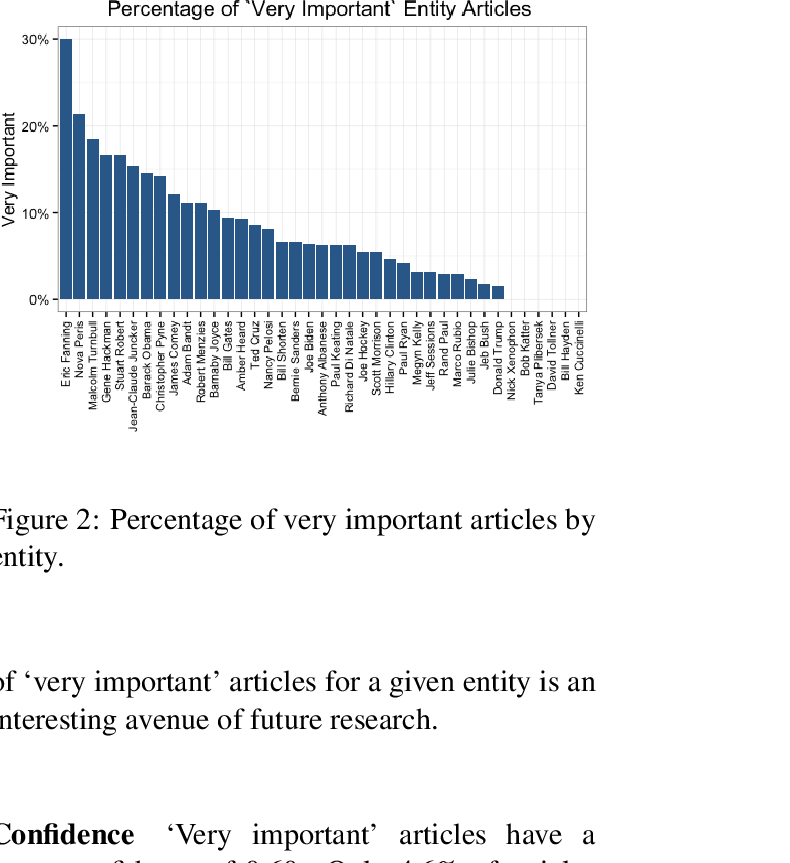 Percentage of `Very Important` Entity Articles
30%
20%
10%
0%
Very Important
Eric Fanning
Nova Peris
Malcolm Turnbull
Gene Hackman
Stuart Robert
Jean-Claude Juncker
Barack Obama
Christopher Pyne
James Comey
Adam Bandt
Robert Menzies
Barnaby Joyce
Bill Gates
Amber Heard
Ted Cruz
Nancy Pelosi
Bill Shorten
Bernie Sanders
Joe Biden
Anthony Albanese
Paul Keating
Richard Di Natale
Joe Hockey
Scott Morrison
Hillary Clinton
Paul Ryan
Megyn Kelly
Jeff Sessions
Rand Paul
Marco Rubio
Julie Bishop
Jeb Bush
Donald Trump
Nick Xenophon
Bob Katter
Tanya Plibersek
David Tollner
Bill Hayden
Ken Cuccinelli
Figure 2: Percentage of very important articles by
entity.
of ‘very important’ articles for a given entity is an
interesting avenue of future research.
Confidence ‘Very important’ articles have a